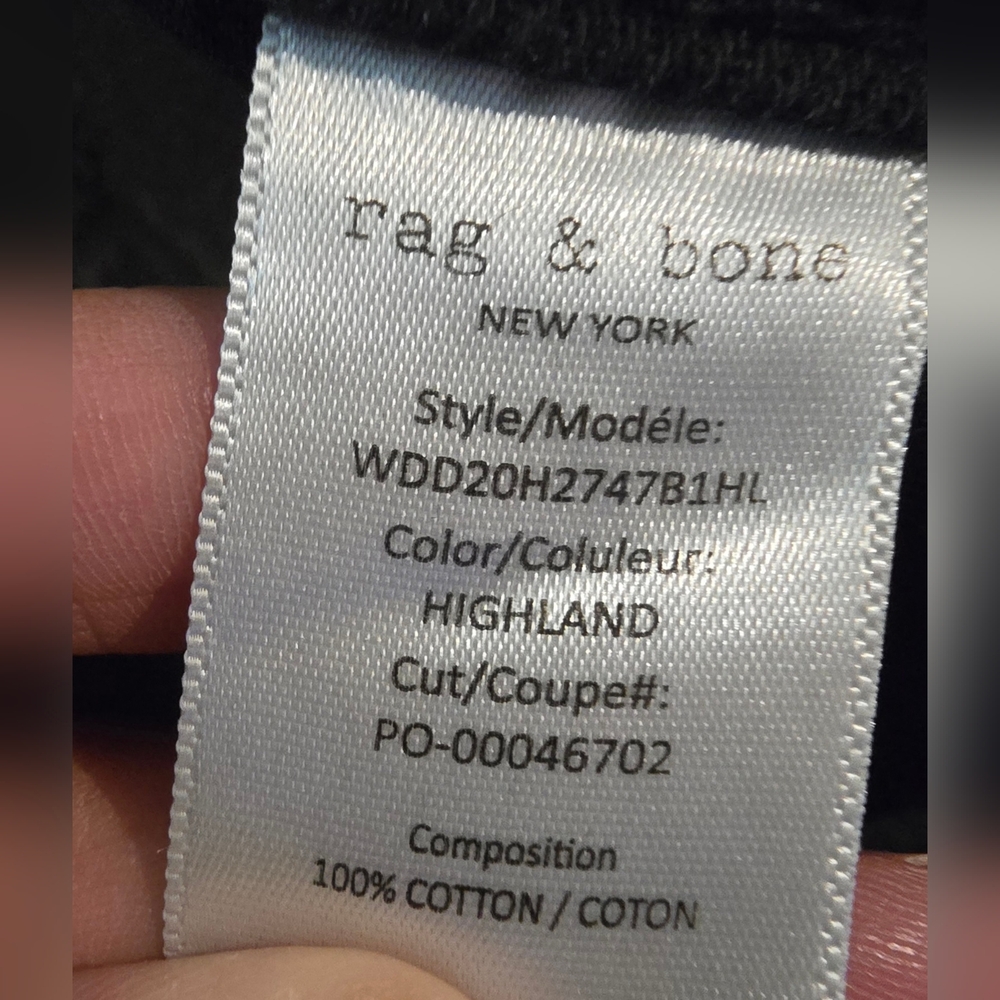 rag & bone
NEW YORK
Style/Modéle:
WDD20H2747B1HL
Color/Coluleur:
HIGHLAND
Cut/Coupe#:
PO-00046702
Composition
100% COTTON / COTON